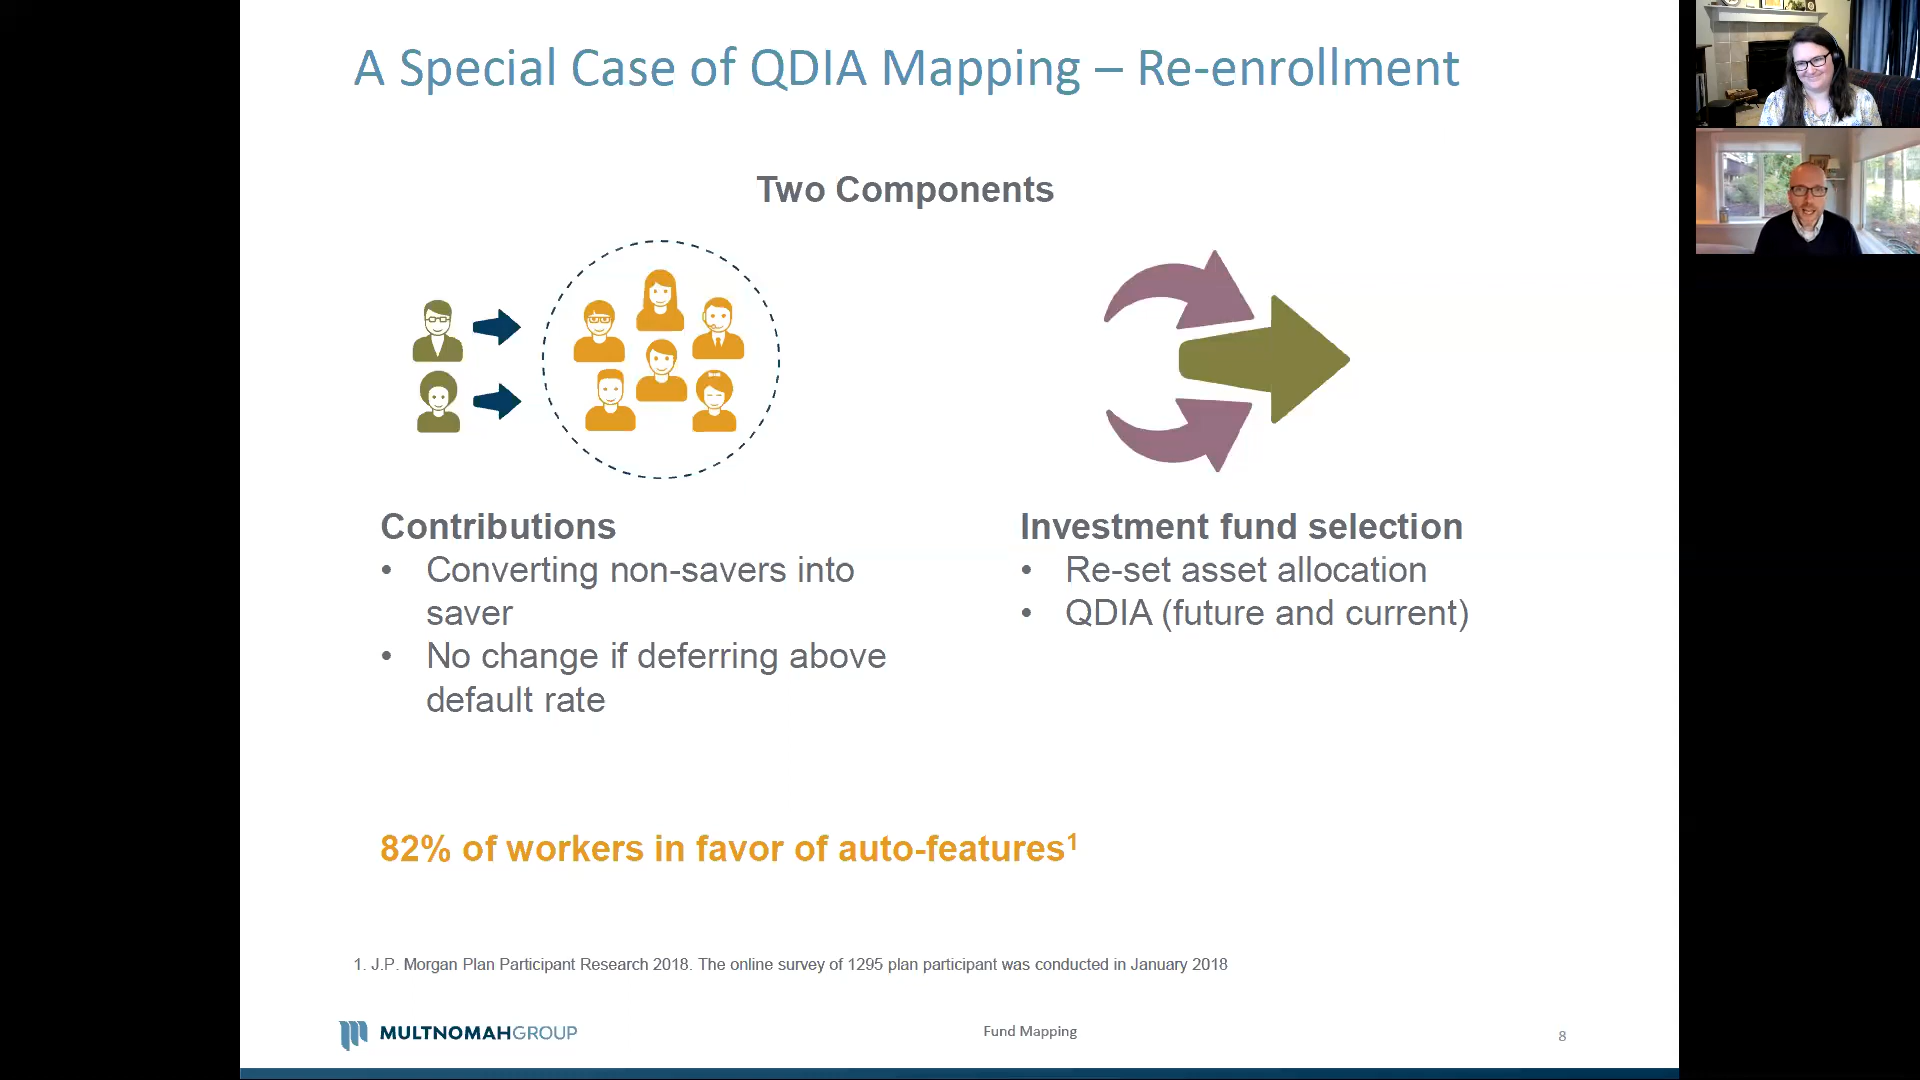 A Special Case of QDIA Mapping – Re-enrollment
Two Components
Contributions
• Converting non-savers into
saver
• No change if deferring above
default rate
Investment fund selection
• Re-set asset allocation
• QDIA (future and current)
82% of workers in favor of auto-features¹
1. J.P. Morgan Plan Participant Research 2018. The online survey of 1295 plan participant was conducted in January 2018
MULTNOMAHGROUP
Fund Mapping
8